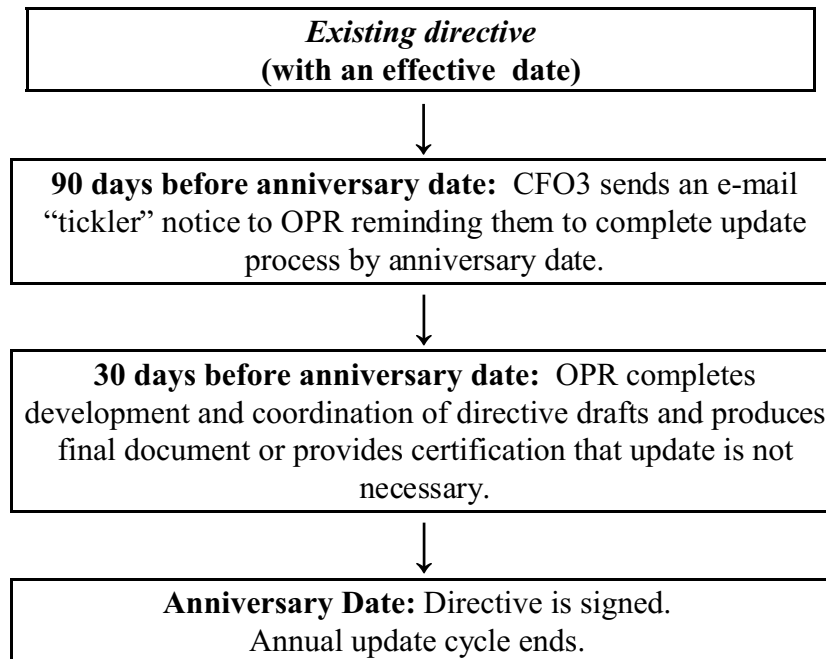 Existing directive
(with an effective date)
90 days before anniversary date: CFO3 sends an e-mail
“tickler” notice to OPR reminding them to complete update
process by anniversary date.
30 days before anniversary date: OPR completes
development and coordination of directive drafts and produces
final document or provides certification that update is not
necessary.
Anniversary Date: Directive is signed.
Annual update cycle ends.